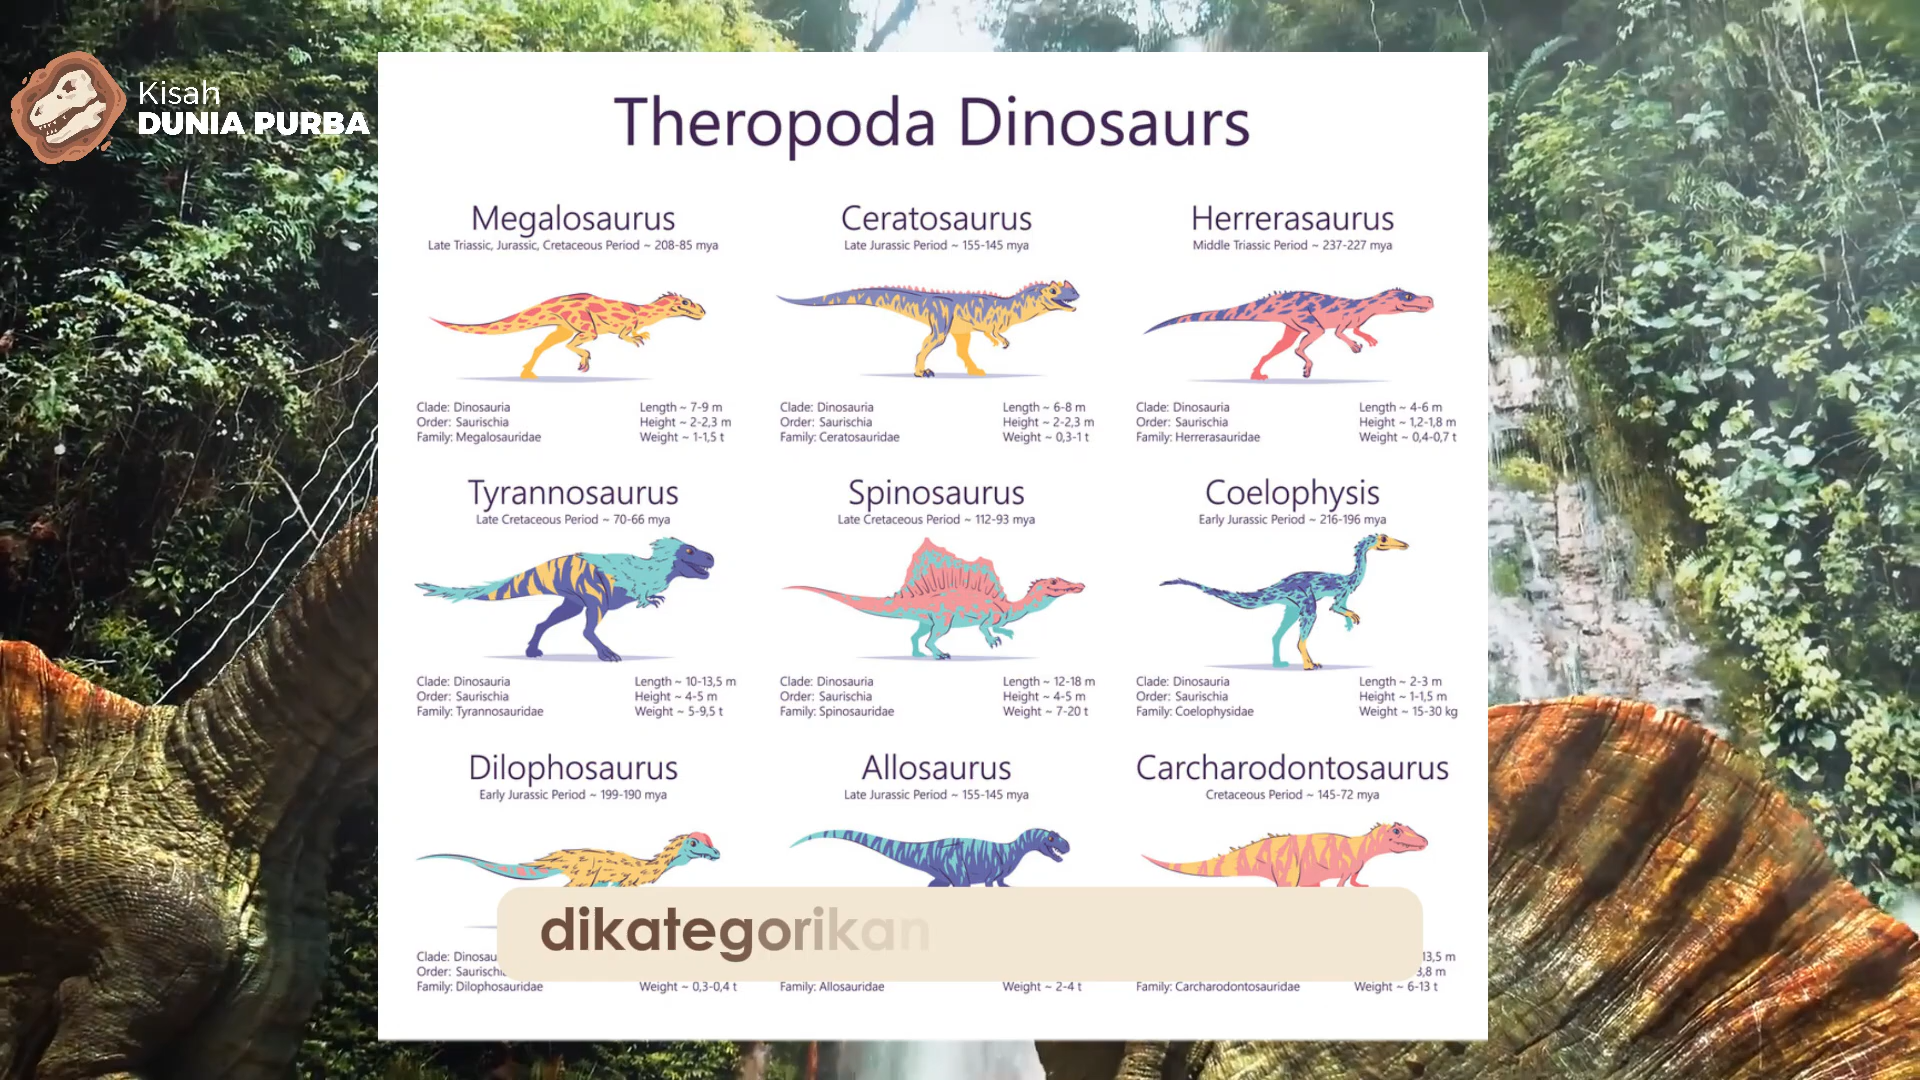 Kisah
DUNIA PURBA
Theropoda Dinosaurs
Megalosaurus
Late Triassic, Jurassic, Cretaceous Period ~ 208-85 mya
Clade: Dinosauria
Order: Saurischia
Family: Megalosauridae
Length ~ 7-9 m
Height ~ 2-2,3 m
Weight ~ 1-1,5 t
Ceratosaurus
Late Jurassic Period ~ 155-145 mya
Clade: Dinosauria
Order: Saurischia
Family: Ceratosauridae
Length ~ 6-8 m
Height ~ 2-2,3 m
Weight ~ 0,3-1 t
Herrerasaurus
Middle Triassic Period ~ 237-227 mya
Clade: Dinosauria
Order: Saurischia
Family: Herrerasauridae
Length ~ 4-6 m
Height ~ 1,2-1,8 m
Weight ~ 0,4-0,7 t
Tyrannosaurus
Late Cretaceous Period ~ 70-66 mya
Clade: Dinosauria
Order: Saurischia
Family: Tyrannosauridae
Length ~ 10-13,5 m
Height ~ 4-5 m
Weight ~ 5-9,5 t
Spinosaurus
Late Cretaceous Period ~ 112-93 mya
Clade: Dinosauria
Order: Saurischia
Family: Spinosauridae
Length ~ 12-18 m
Height ~ 4-5 m
Weight ~ 7-20 t
Coelophysis
Early Jurassic Period ~ 216-196 mya
Clade: Dinosauria
Order: Saurischia
Family: Coelophysidae
Length ~ 2-3 m
Height ~ 1-1,5 m
Weight ~ 15-30 kg
Dilophosaurus
Early Jurassic Period ~ 199-190 mya
Clade: Dinosau
Order: Saurischi
Family: Dilophosauridae
Weight ~ 0,3-0,4 t
Allosaurus
Late Jurassic Period ~ 155-145 mya
Family: Allosauridae
Weight ~ 2-4 t
Carcharodontosaurus
Cretaceous Period ~ 145-72 mya
13,5 m
3,8 m
Family: Carcharodontosauridae
Weight ~ 6-13 t
dikategorikan